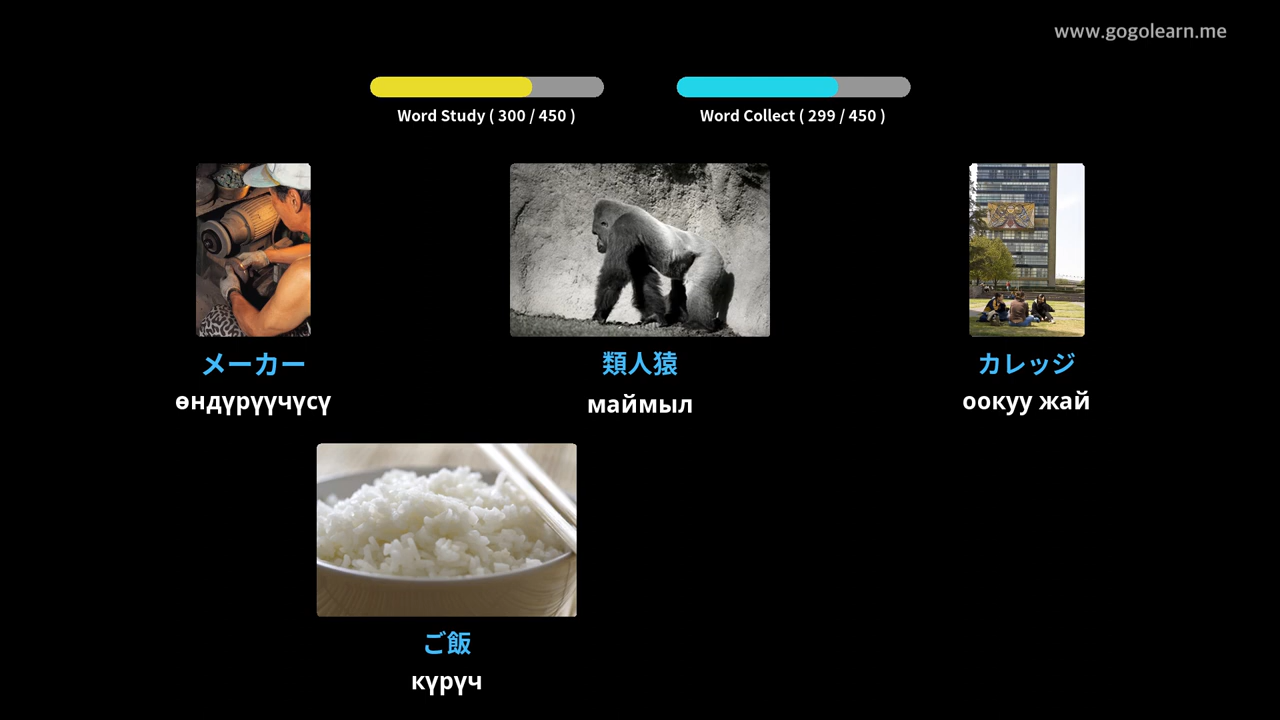 www.gogolearn.me
Word Study ( 300 / 450 )
Word Collect ( 299 / 450 )
メーカー
өндүрүүчүсү
類人猿
маймыл
カレッジ
оокуу жай
ご飯
күрүч